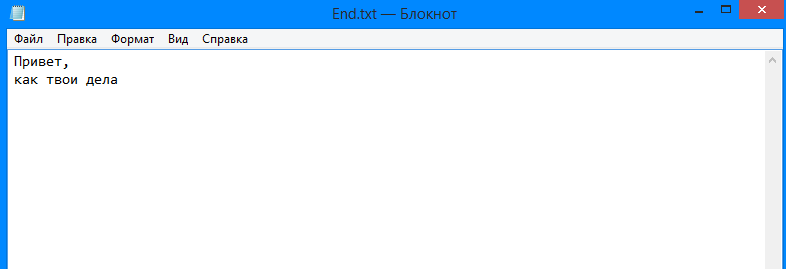 End.txt — Блокнот
Файл Правка Формат Вид Справка
Привет,
как твои дела